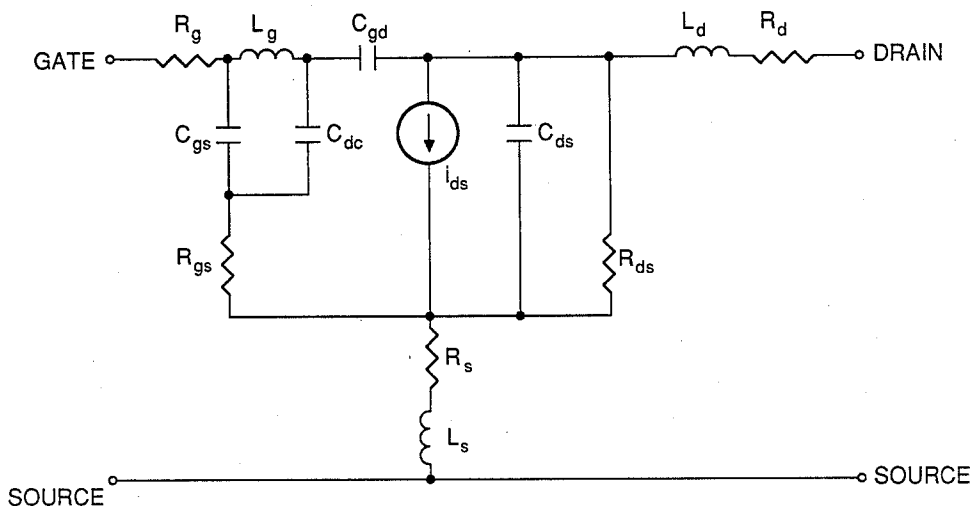 R_g
L_g
C_gd
L_d
R_d
GATE
DRAIN
C_gs
C_dc
i_ds
C_ds
R_gs
R_ds
R_s
L_s
SOURCE
SOURCE